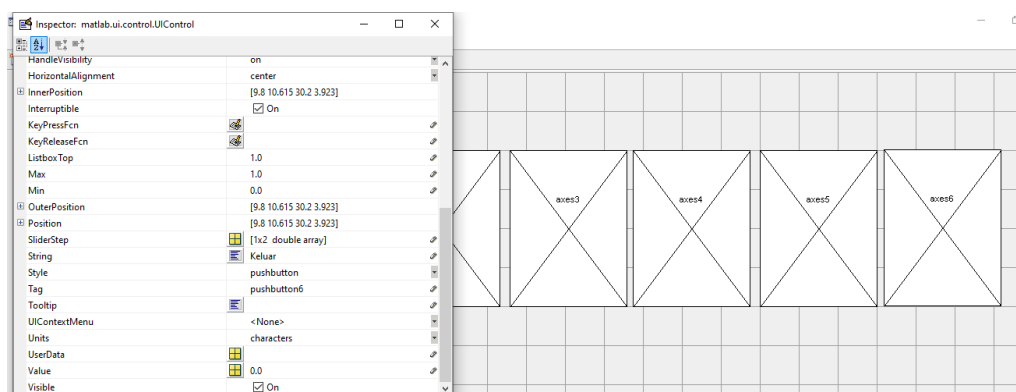 Inspector: matlab.ui.control.UIControl
HandleVisibility on
HorizontalAlignment center
InnerPosition [9.8 10.615 30.2 3.923]
Interruptible On
KeyPressFcn
KeyReleaseFcn
ListboxTop 1.0
Max 1.0
Min 0.0
OuterPosition [9.8 10.615 30.2 3.923]
Position [9.8 10.615 30.2 3.923]
SliderStep [1x2 double array]
String Keluar
Style pushbutton
Tag pushbutton6
Tooltip
UIContextMenu <None>
Units characters
UserData
Value 0.0
Visible On
axes3
axes4
axes5
axes6